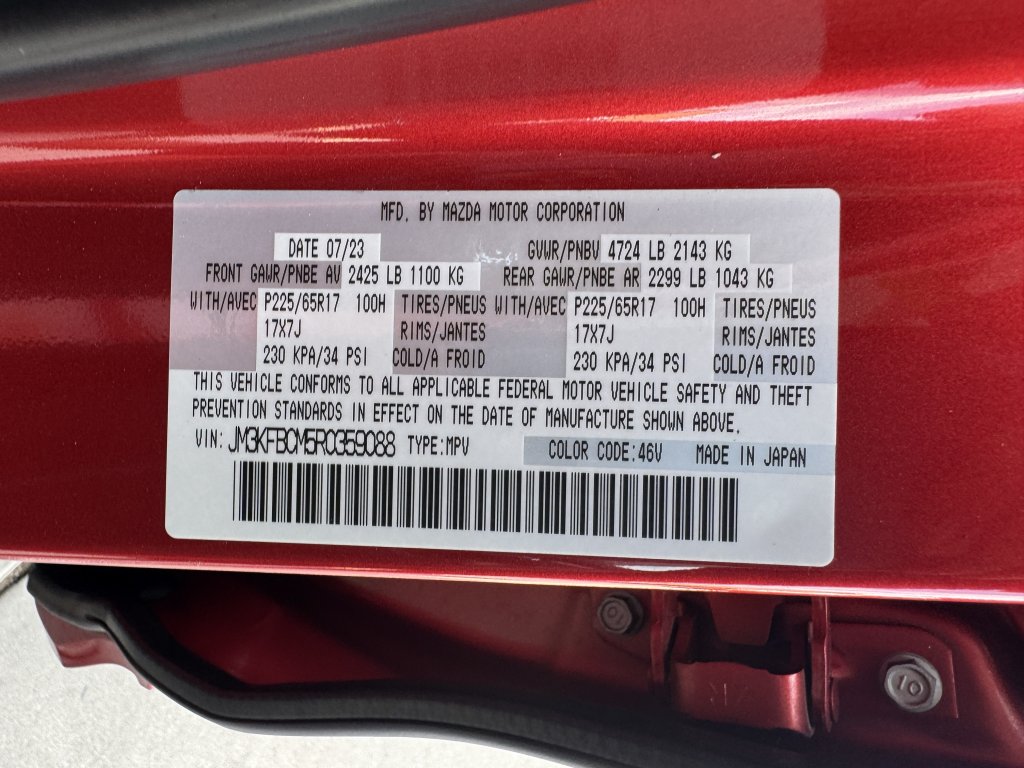 MFD. BY MAZDA MOTOR CORPORATION
DATE 07/23 GVWR/PNBV 4724 LB 2143 KG
FRONT GAWR/PNBE AV 2425 LB 1100 KG REAR GAWR/PNBE AR 2299 LB 1043 KG
WITH/AVEC P225/65R17 100H TIRES/PNEUS WITH/AVEC P225/65R17 100H TIRES/PNEUS
17X7J RIMS/JANTES 17X7J RIMS/JANTES
230 KPA/34 PSI COLD/A FROID 230 KPA/34 PSI COLD/A FROID
THIS VEHICLE CONFORMS TO ALL APPLICABLE FEDERAL MOTOR VEHICLE SAFETY AND THEFT
PREVENTION STANDARDS IN EFFECT ON THE DATE OF MANUFACTURE SHOWN ABOVE.
VIN: JM3KFBCM5R0359088 TYPE:MPV COLOR CODE:46V MADE IN JAPAN
10